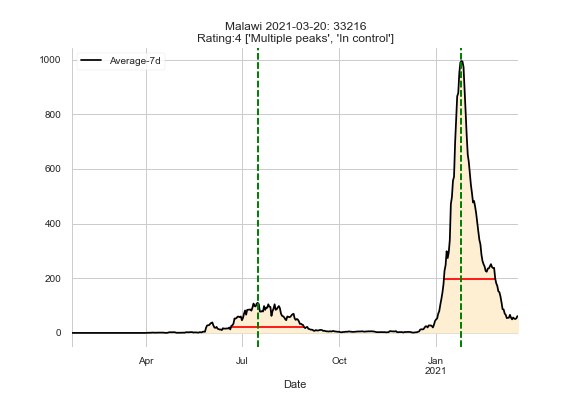 Malawi 2021-03-20: 33216
Rating:4 ['Multiple peaks', 'In control']
Average-7d
1000
800
600
400
200
0
Apr
Jul
Oct
Jan
2021
Date